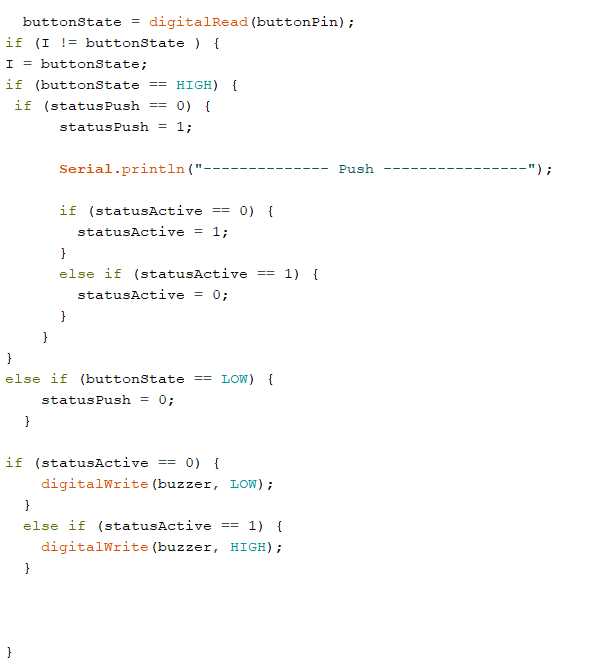 buttonState = digitalRead(buttonPin);
if (I != buttonState ) {
I = buttonState;
if (buttonState == HIGH) {
if (statusPush == 0) {
statusPush = 1;
Serial.println("-------------- Push ----------------");
if (statusActive == 0) {
statusActive = 1;
}
else if (statusActive == 1) {
statusActive = 0;
}
}
}
else if (buttonState == LOW) {
statusPush = 0;
}
if (statusActive == 0) {
digitalWrite(buzzer, LOW);
}
else if (statusActive == 1) {
digitalWrite(buzzer, HIGH);
}
}